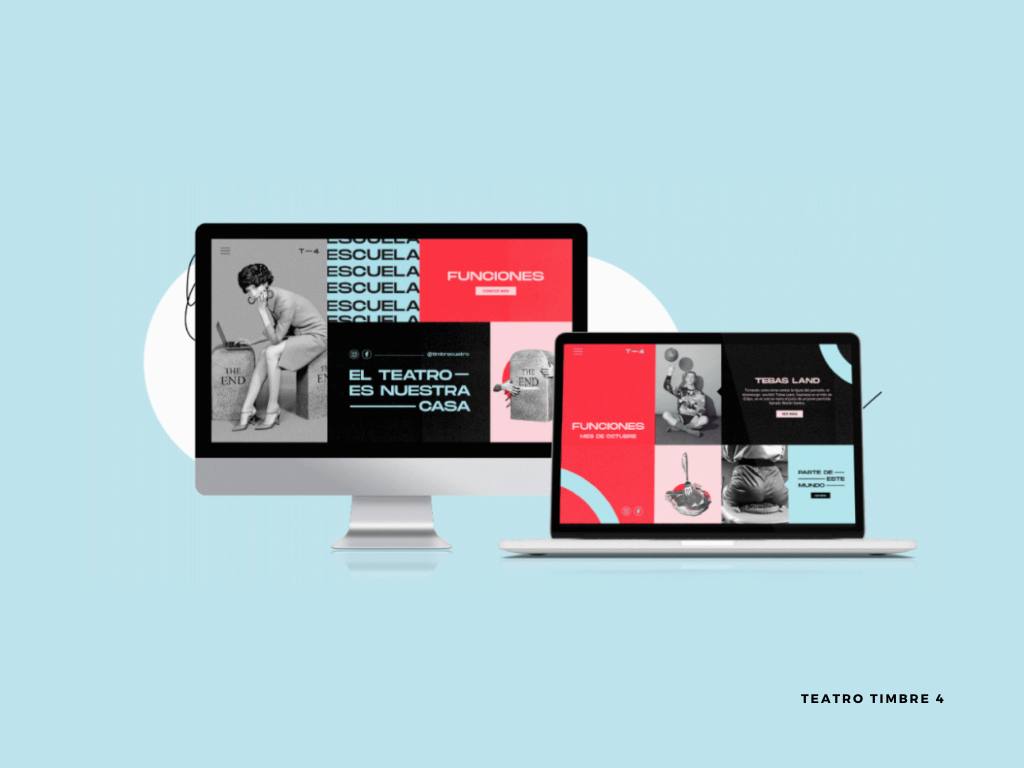 T—4
ESCUELA
ESCUELA
ESCUELA
ESCUELA
ESCUELA
ESCUELA
FUNCIONES
CONOCER MÁS
@timbrecuatro
EL TEATRO—
ES NUESTRA
CASA
THE
END
THE
END
T—4
FUNCIONES
MES DE OCTUBRE
TEBAS LAND
VER MÁS
PARTE DE
ESTE
MUNDO
VER MÁS
TEATRO TIMBRE 4